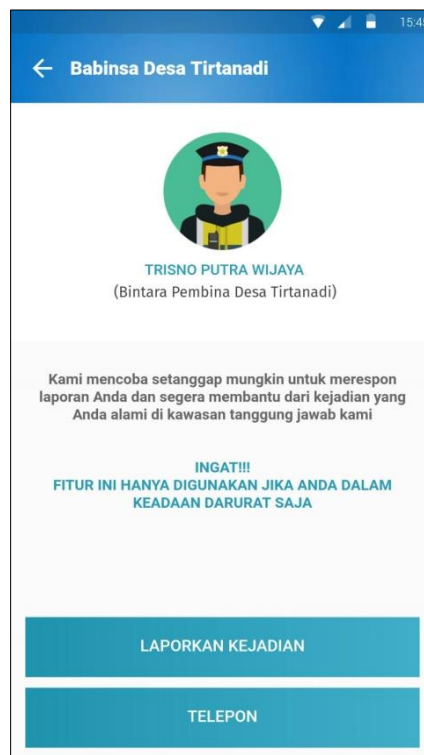 15:45
Babinsa Desa Tirtanadi
TRISNO PUTRA WIJAYA
(Bintara Pembina Desa Tirtanadi)
Kami mencoba setanggap mungkin untuk merespon
laporan Anda dan segera membantu dari kejadian yang
Anda alami di kawasan tanggung jawab kami
INGAT!!!
FITUR INI HANYA DIGUNAKAN JIKA ANDA DALAM
KEADAAN DARURAT SAJA
LAPORKAN KEJADIAN
TELEPON